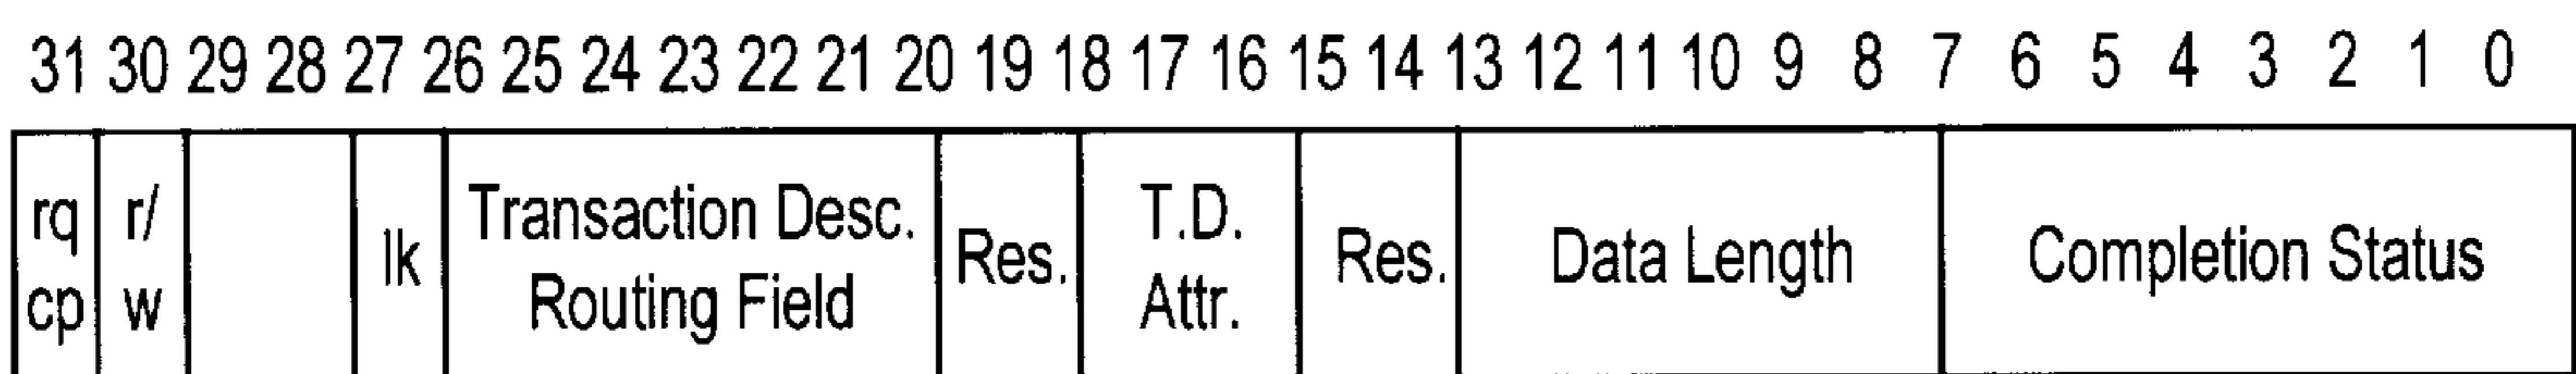 31 30 29 28 27 26 25 24 23 22 21 20 19 18 17 16 15 14 13 12 11 10 9 8 7 6 5 4 3 2 1 0
rq cp
r/ w
lk
Transaction Desc.
Routing Field
Res.
T.D.
Attr.
Res.
Data Length
Completion Status